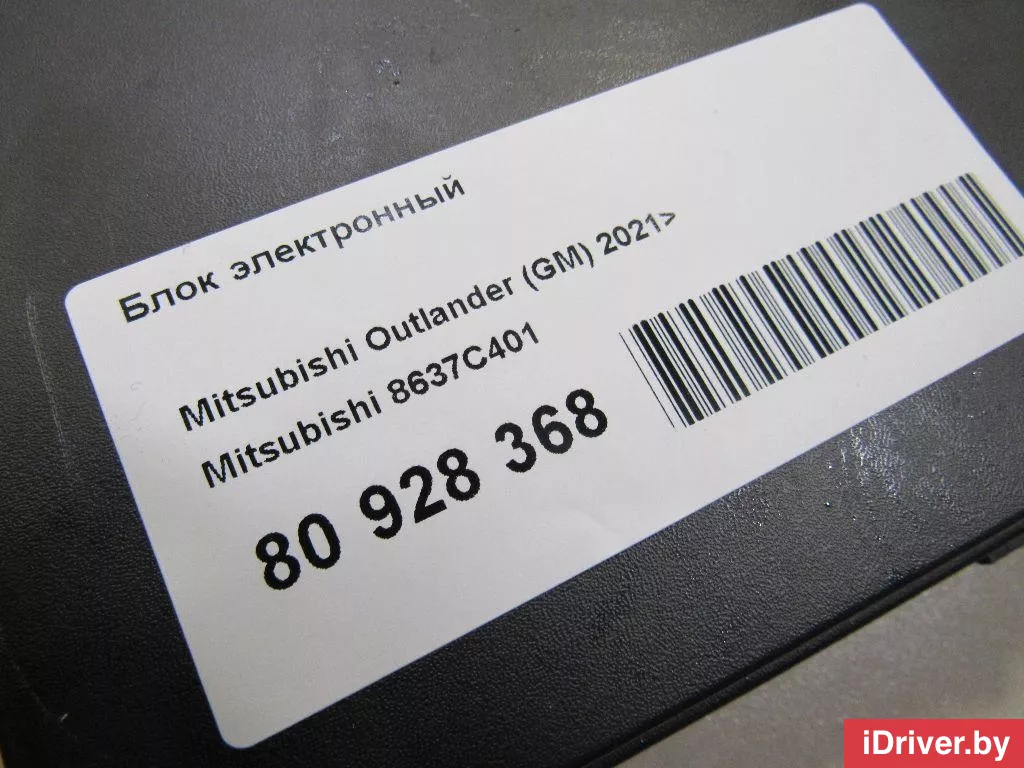 Блок электронный
Mitsubishi Outlander (GM) 2021>
Mitsubishi 8637C401
80 928 368
iDriver.by